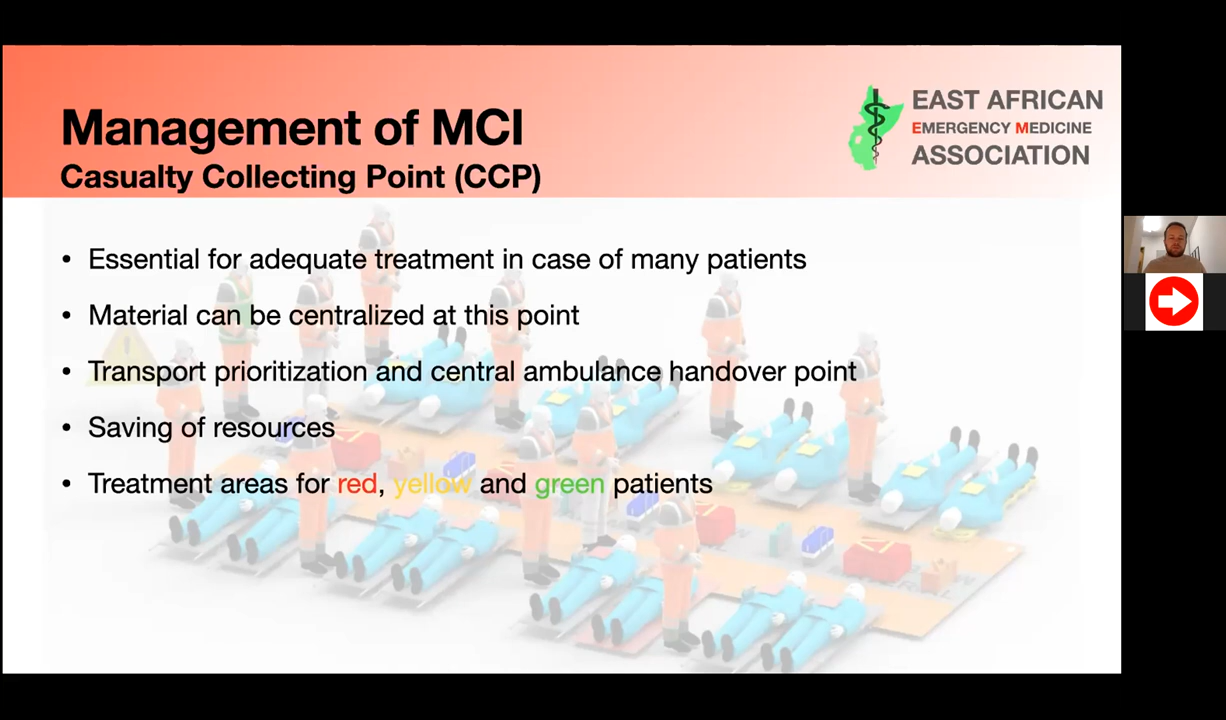 Management of MCI
Casualty Collecting Point (CCP)
EAST AFRICAN
EMERGENCY MEDICINE
ASSOCIATION
• Essential for adequate treatment in case of many patients
• Material can be centralized at this point
• Transport prioritization and central ambulance handover point
• Saving of resources
• Treatment areas for red, yellow and green patients